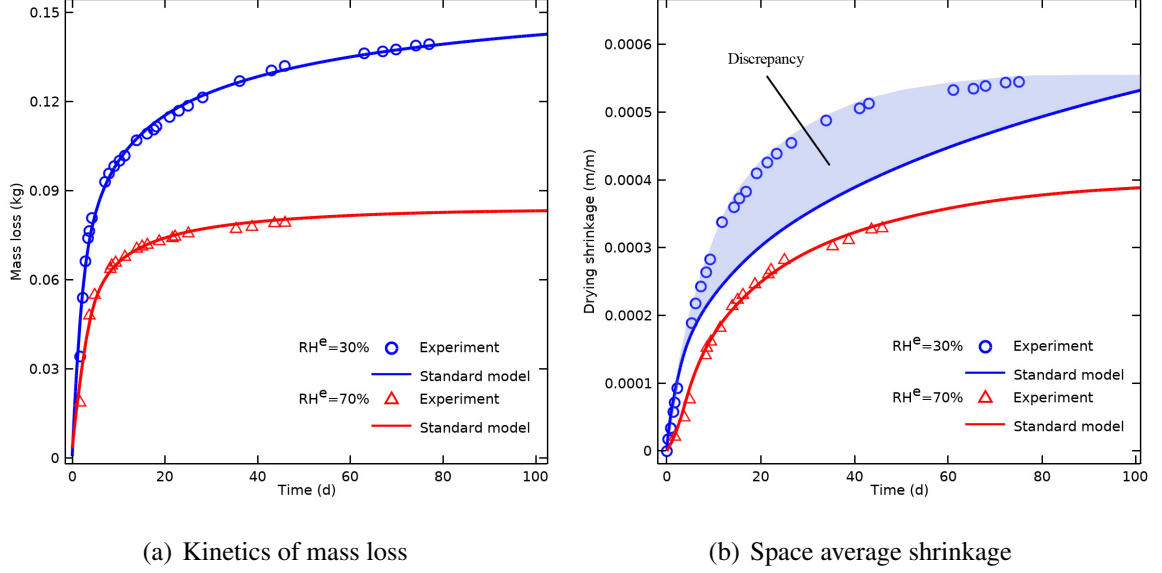 0.15
0.12
0.09
0.06
0.03
0
Mass loss (kg)
RHe=30%
Experiment
Standard model
RHe=70%
Experiment
Standard model
0 20 40 60 80 100
Time (d)
(a) Kinetics of mass loss
0.0006
0.0005
0.0004
0.0003
0.0002
0.0001
0
Drying shrinkage (m/m)
Discrepancy
RHe=30%
Experiment
Standard model
RHe=70%
Experiment
Standard model
0 20 40 60 80 100
Time (d)
(b) Space average shrinkage